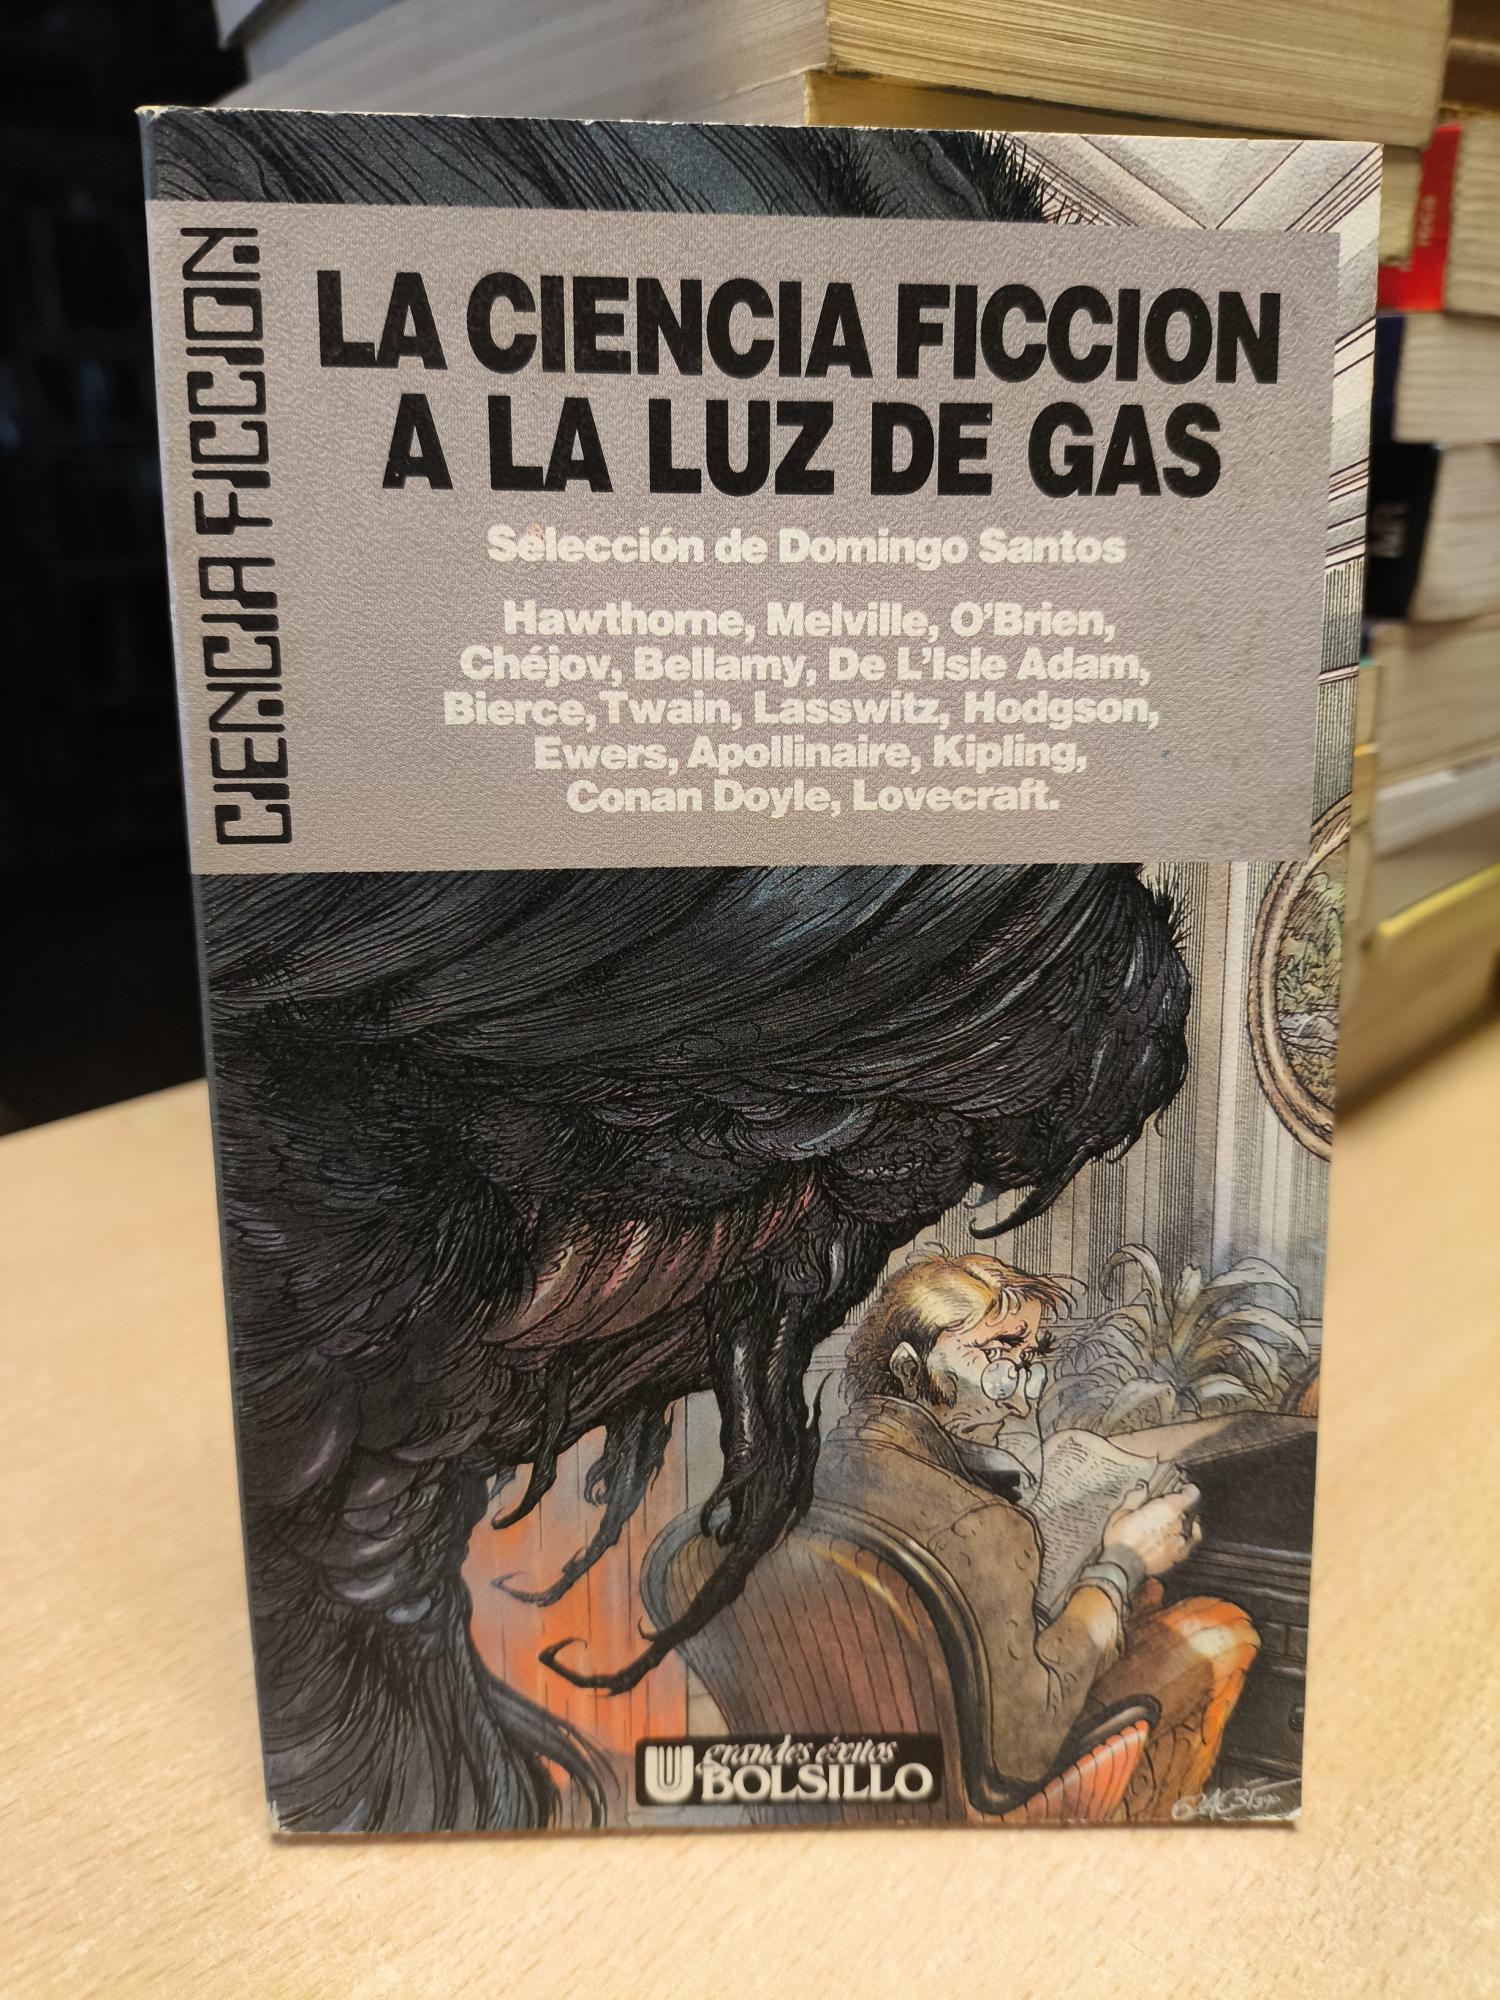 CIENCIA FICCION
LA CIENCIA FICCION
A LA LUZ DE GAS
Selección de Domingo Santos
Hawthorne, Melville, O'Brien,
Chéjov, Bellamy, De L'Isle Adam,
Bierce, Twain, Lasswitz, Hodgson,
Ewers, Apollinaire, Kipling,
Conan Doyle, Lovecraft.
grandes éxitos
BOLSILLO